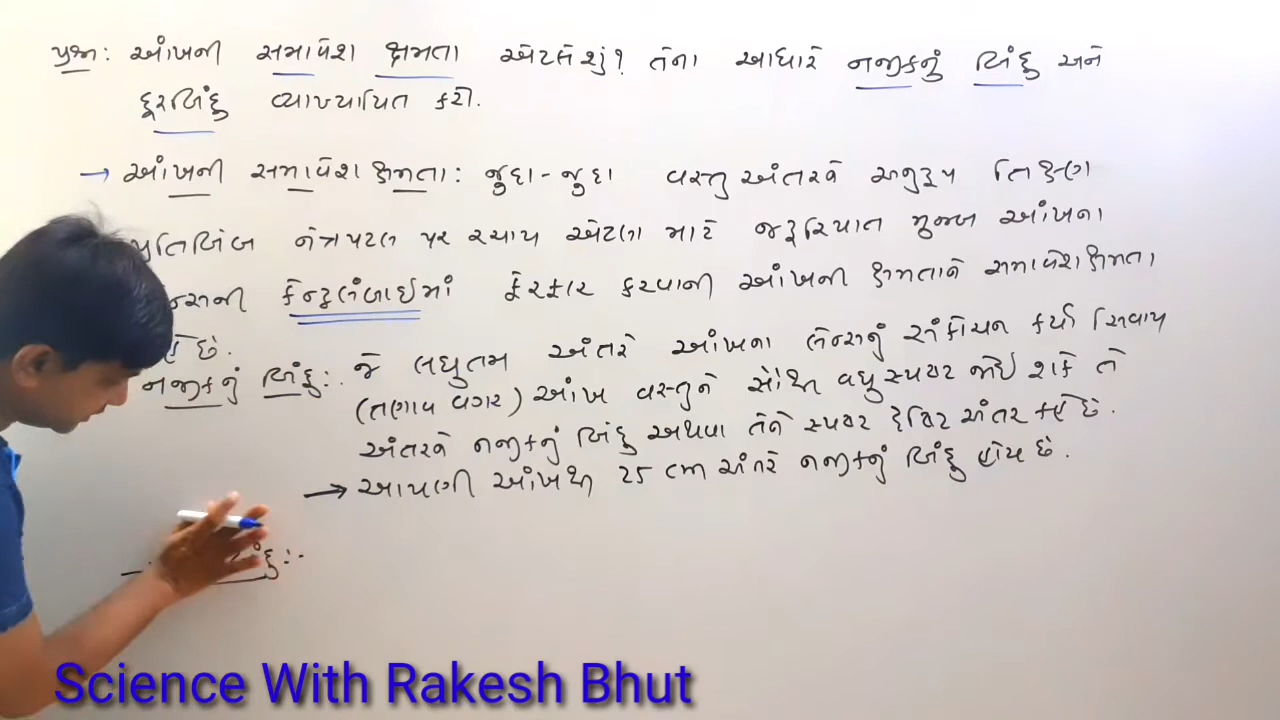 પ્રશ્ન: આંખની સમાવેશ ક્ષમતા એટલે શું? તેના આધારે નજીકનું બિંદુ અને
દૂરબિંદુ વ્યાખ્યાયિત કરો.
→ આંખની સમાવેશ ક્ષમતા: જુદા-જુદા વસ્તુઅંતરને અનુરૂપ તિક્ષણ
પ્રતિબિંબ નેત્રપટલ પર રચાય એટલા માટે જરૂરિયાત મુજબ આંખના
ન્સની કેન્દ્રલંબાઇમાં ફેરફાર કરવાની આંખની ક્ષમતાને સમાવેશ ક્ષમતા
હે છે.
નજીકનું બિંદુ:- જે લઘુતમ અંતરે આંખના લેન્સનું સંકોચન કર્યા સિવાય
(તણાવ વગર) આંખ વસ્તુને સૌથી વધુ સ્પષ્ટ જોઇ શકે તે
અંતરને નજીકનું બિંદુ અથવા તેને સ્પષ્ટ દ્રષ્ટિ અંતર કહે છે.
→ આપણી આંખથી 25 cm અંતરે નજીકનું બિંદુ હોય છે.
Science With Rakesh Bhut